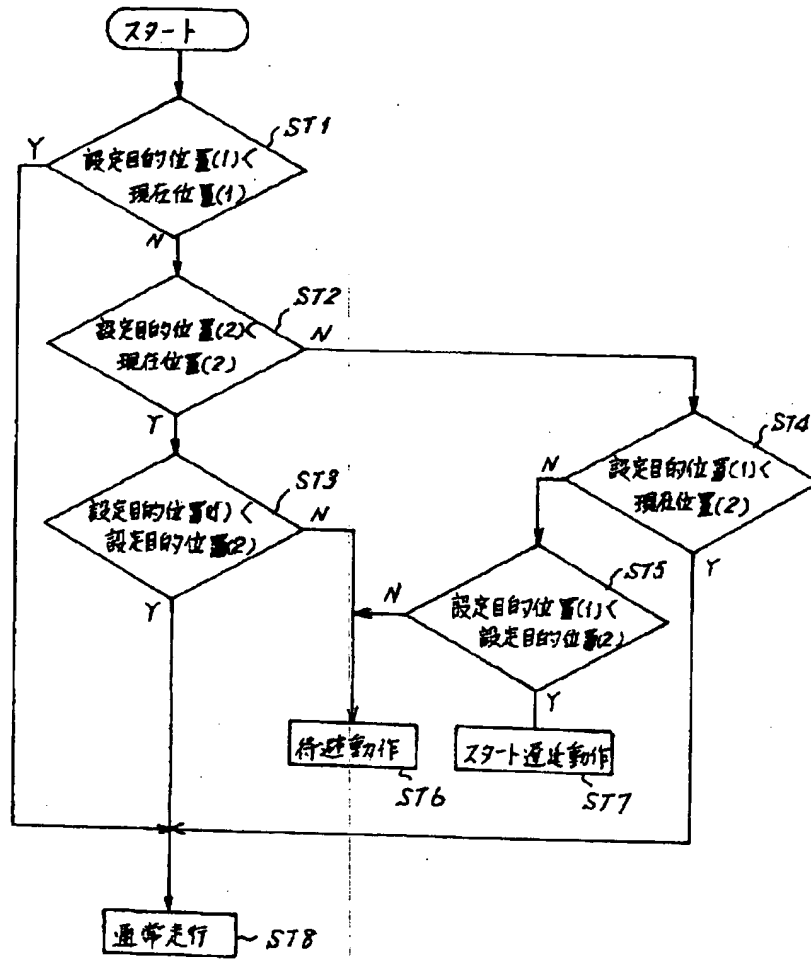 スタート
ST1
Y
設定目的位置(1)<
現在位置(1)
N
ST2
設定目的位置(2)<
現在位置(2)
N
Y
ST3
設定目的位置(1)<
設定目的位置(2)
N
Y
ST4
設定目的位置(1)<
現在位置(2)
N
Y
ST5
設定目的位置(1)<
設定目的位置(2)
N
Y
待避動作
ST6
スタート遅延動作
ST7
通常走行
ST8